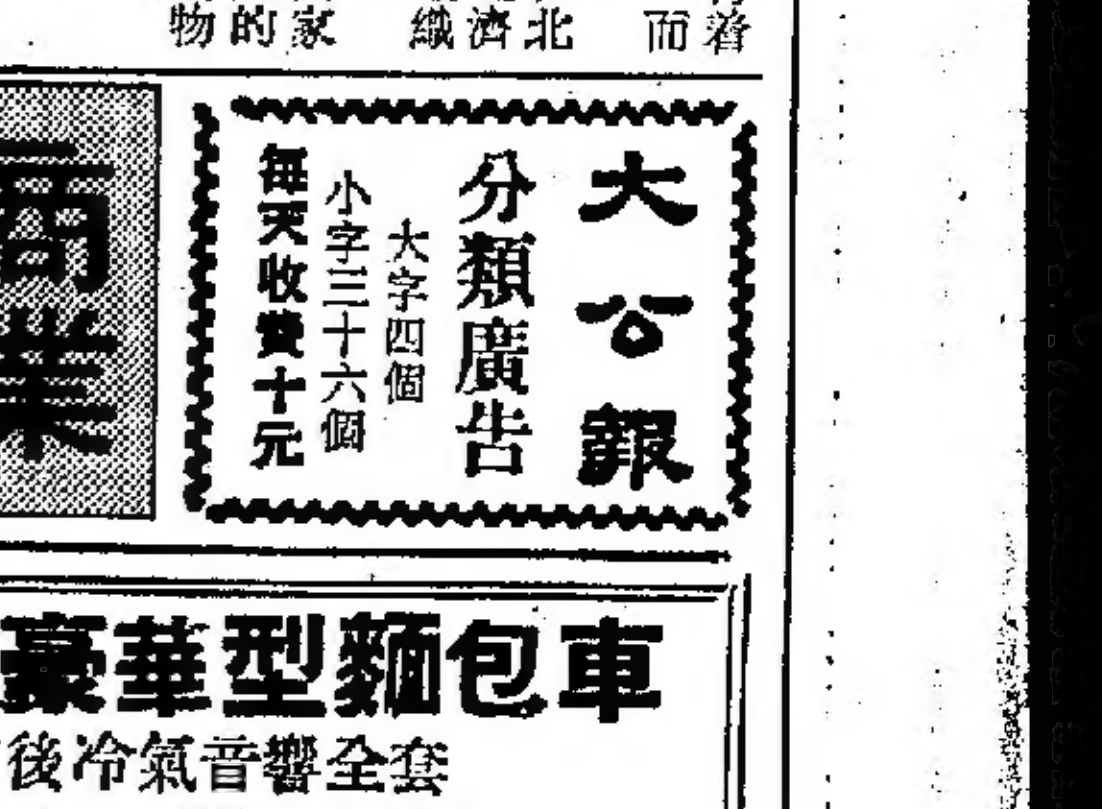 着
而
北
濟
織
家
的
物
大公報
分類廣告
大字四個
小字三十六個
每天收費十元
商業
豪華型麵包車
後冷氣音響全套